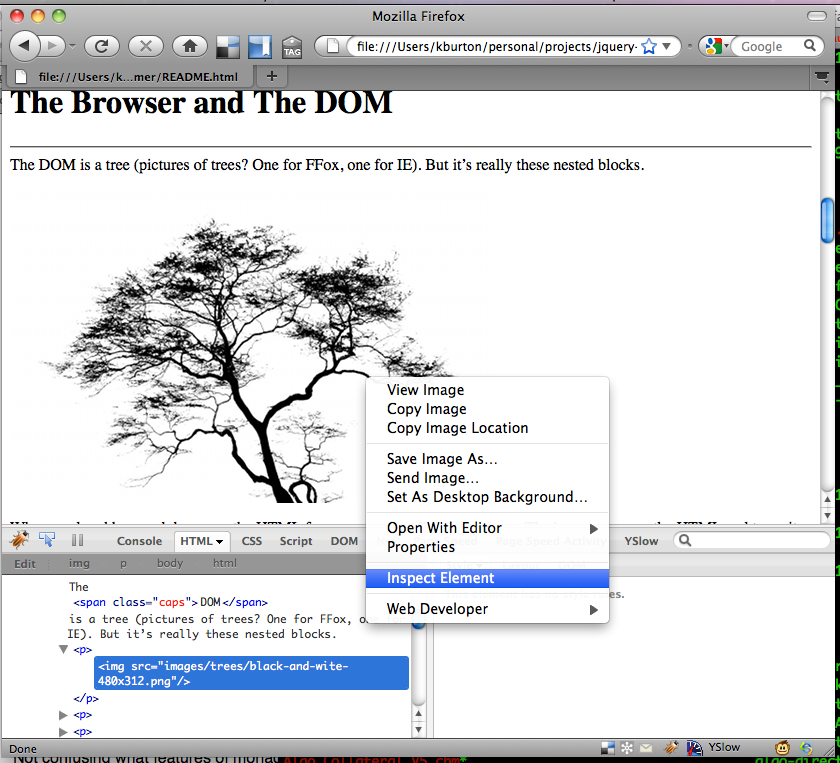 Mozilla Firefox
TAG
file:///Users/kburton/personal/projects/jquery-
Google
file:///Users/k...mer/README.html
+
The Browser and The DOM
The DOM is a tree (pictures of trees? One for FFox, one for IE). But it’s really these nested blocks.
View Image
Copy Image
Copy Image Location
Save Image As...
Send Image...
Set As Desktop Background...
Open With Editor
Properties
Inspect Element
Web Developer
Console HTML CSS Script DOM Page Speed Activity YSlow
Edit img p body html
The
<span class="caps">DOM</span>
is a tree (pictures of trees? One for FFox, o
IE). But it’s really these nested blocks.
<p>
<img src="images/trees/black-and-wite-
480x312.png"/>
</p>
<p>
<p>
Done
YSlow